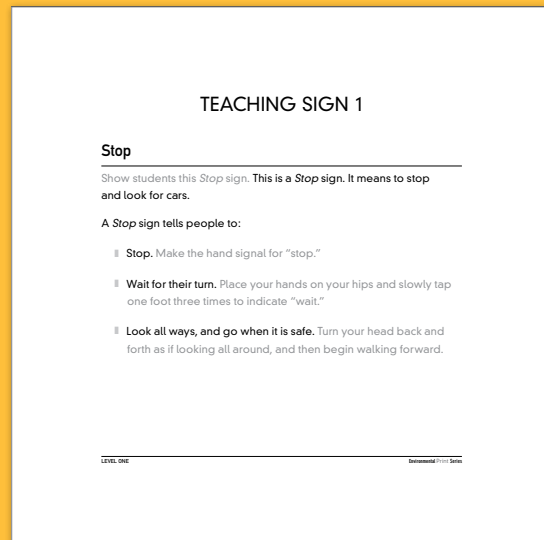 TEACHING SIGN 1
Stop
Show students this Stop sign. This is a Stop sign. It means to stop
and look for cars.
A Stop sign tells people to:
Stop. Make the hand signal for “stop.”
Wait for their turn. Place your hands on your hips and slowly tap
one foot three times to indicate “wait.”
Look all ways, and go when it is safe. Turn your head back and
forth as if looking all around, and then begin walking forward.
LEVEL ONE
Environmental Print Series